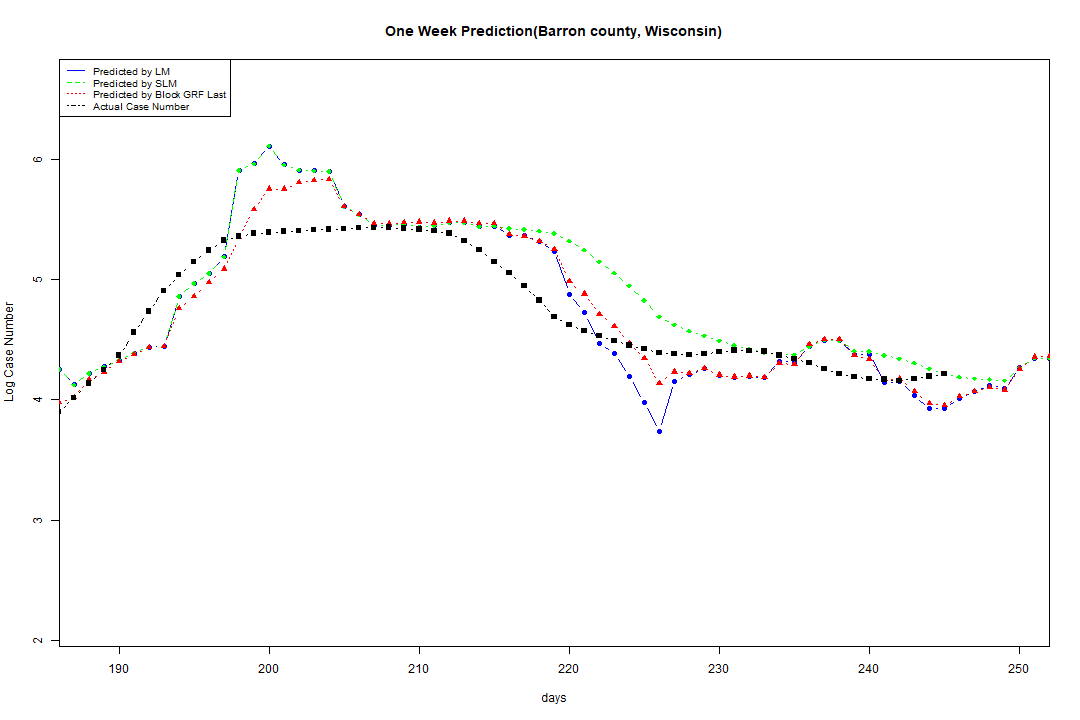 One Week Prediction(Barron county, Wisconsin)
Predicted by LM
Predicted by SLM
Predicted by Block GRF Last
Actual Case Number
Log Case Number
6
5
4
3
2
190 200 210 220 230 240 250
days